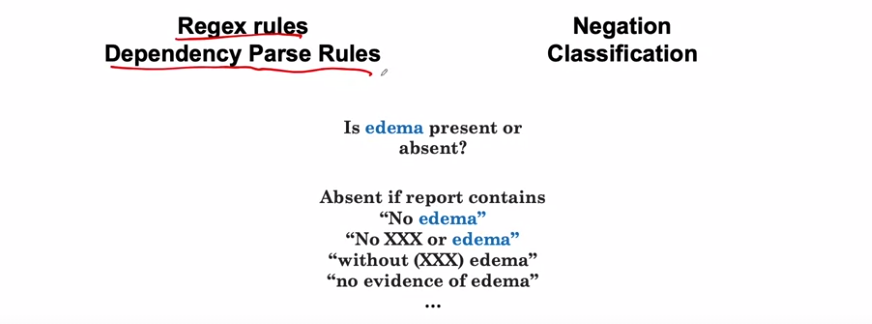 Regex rules
Dependency Parse Rules
Negation
Classification
Is edema present or
absent?
Absent if report contains
“No edema”
“No XXX or edema”
“without (XXX) edema”
“no evidence of edema”
...